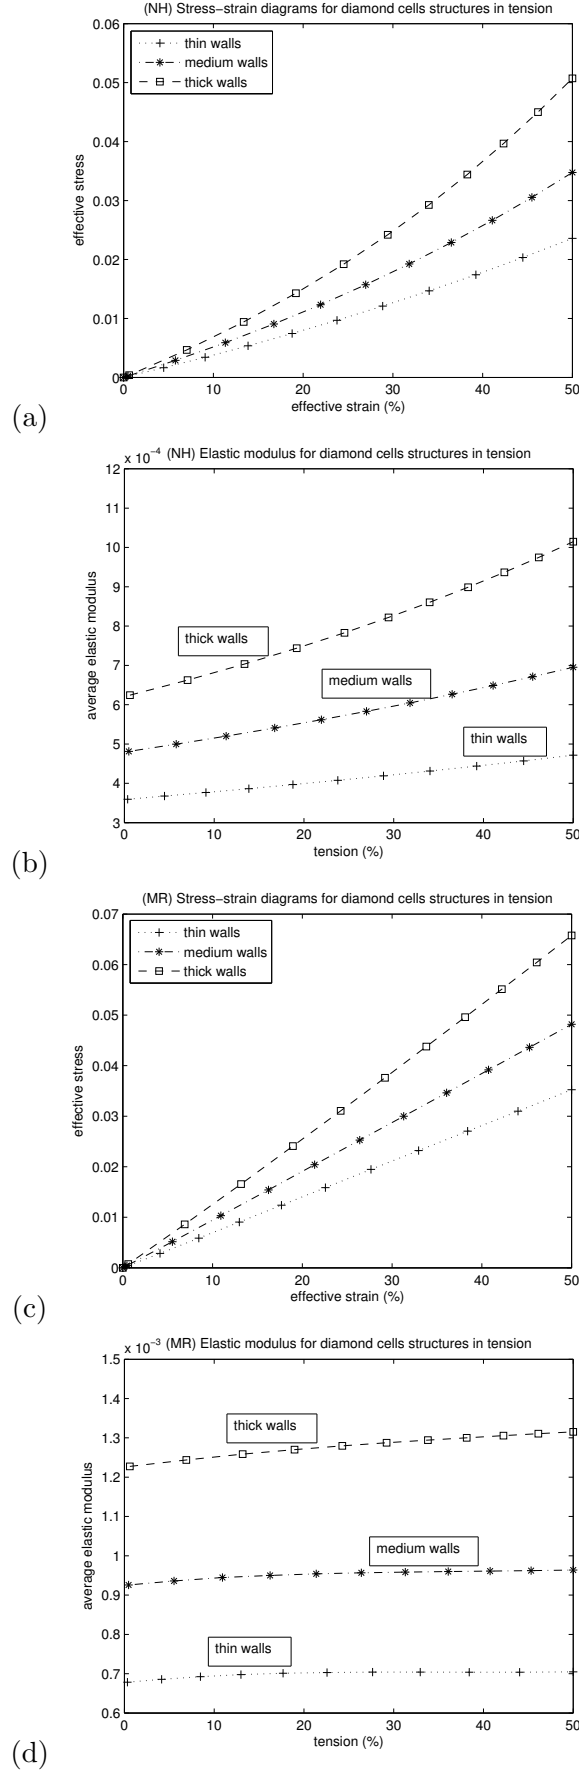 (NH) Stress−strain diagrams for diamond cells structures in tension
0.06
0.05
0.04
0.03
0.02
0.01
0
effective stress
thin walls
medium walls
thick walls
0 10 20 30 40 50
effective strain (%)
(a)
x 10⁻⁴ (NH) Elastic modulus for diamond cells structures in tension
12
11
10
9
8
7
6
5
4
3
average elastic modulus
thick walls
medium walls
thin walls
0 10 20 30 40 50
tension (%)
(b)
(MR) Stress−strain diagrams for diamond cells structures in tension
0.07
0.06
0.05
0.04
0.03
0.02
0.01
0
effective stress
thin walls
medium walls
thick walls
0 10 20 30 40 50
effective strain (%)
(c)
x 10⁻³ (MR) Elastic modulus for diamond cells structures in tension
1.5
1.4
1.3
1.2
1.1
1
0.9
0.8
0.7
0.6
average elastic modulus
thick walls
medium walls
thin walls
0 10 20 30 40 50
tension (%)
(d)